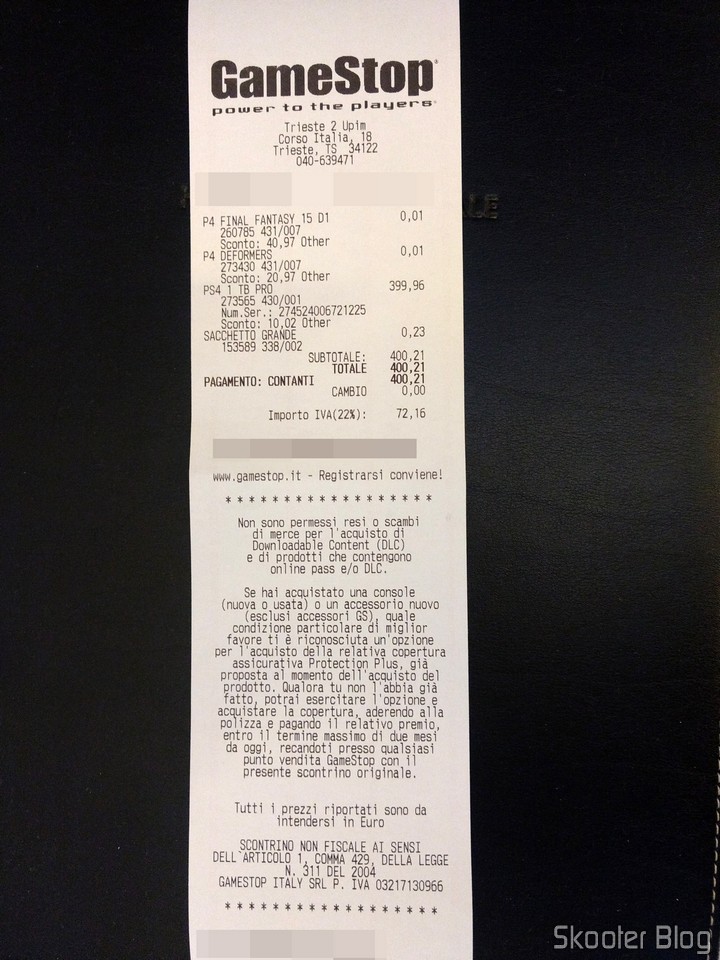 GameStop
power to the players
Trieste 2 Upim
Corso Italia, 18
Trieste, TS 34122
040-639471
P4 FINAL FANTASY 15 D1 0,01
260785 431/007
Sconto: 40,97 Other
P4 DEFORMERS 0,01
273430 431/007
Sconto: 20,97 Other
PS4 1 TB PRO 399,96
273565 430/001
Num.Ser.: 274524006721225
Sconto: 10,02 Other
SACCHETTO GRANDE 0,23
153589 338/002
SUBTOTALE: 400,21
TOTALE 400,21
PAGAMENTO: CONTANTI 400,21
CAMBIO 0,00
Importo IVA(22%): 72,16
www.gamestop.it - Registrarsi conviene!
* * * * * * * * * * * * * * * * * *
Non sono permessi resi o scambi
di merce per l'acquisto di
Downloadable Content (DLC)
e di prodotti che contengono
online pass e/o DLC.
Se hai acquistato una console
(nuova o usata) o un accessorio nuovo
(esclusi accessori GS), quale
condizione particolare di miglior
favore ti è riconosciuta un'opzione
per l'acquisto della relativa copertura
assicurativa Protection Plus, già
proposta al momento dell'acquisto del
prodotto. Qualora tu non l'abbia già
fatto, potrai esercitare l'opzione e
acquistare la copertura, aderendo alla
polizza e pagando il relativo premio,
entro il termine massimo di due mesi
da oggi, recandoti presso qualsiasi
punto vendita GameStop con il
presente scontrino originale.
Tutti i prezzi riportati sono da
intendersi in Euro
SCONTRINO NON FISCALE AI SENSI
DELL'ARTICOLO 1, COMMA 429, DELLA LEGGE
N. 311 DEL 2004
GAMESTOP ITALY SRL P. IVA 03217130966
* * * * * * * * * * * * * * * * * *
Skooter Blog